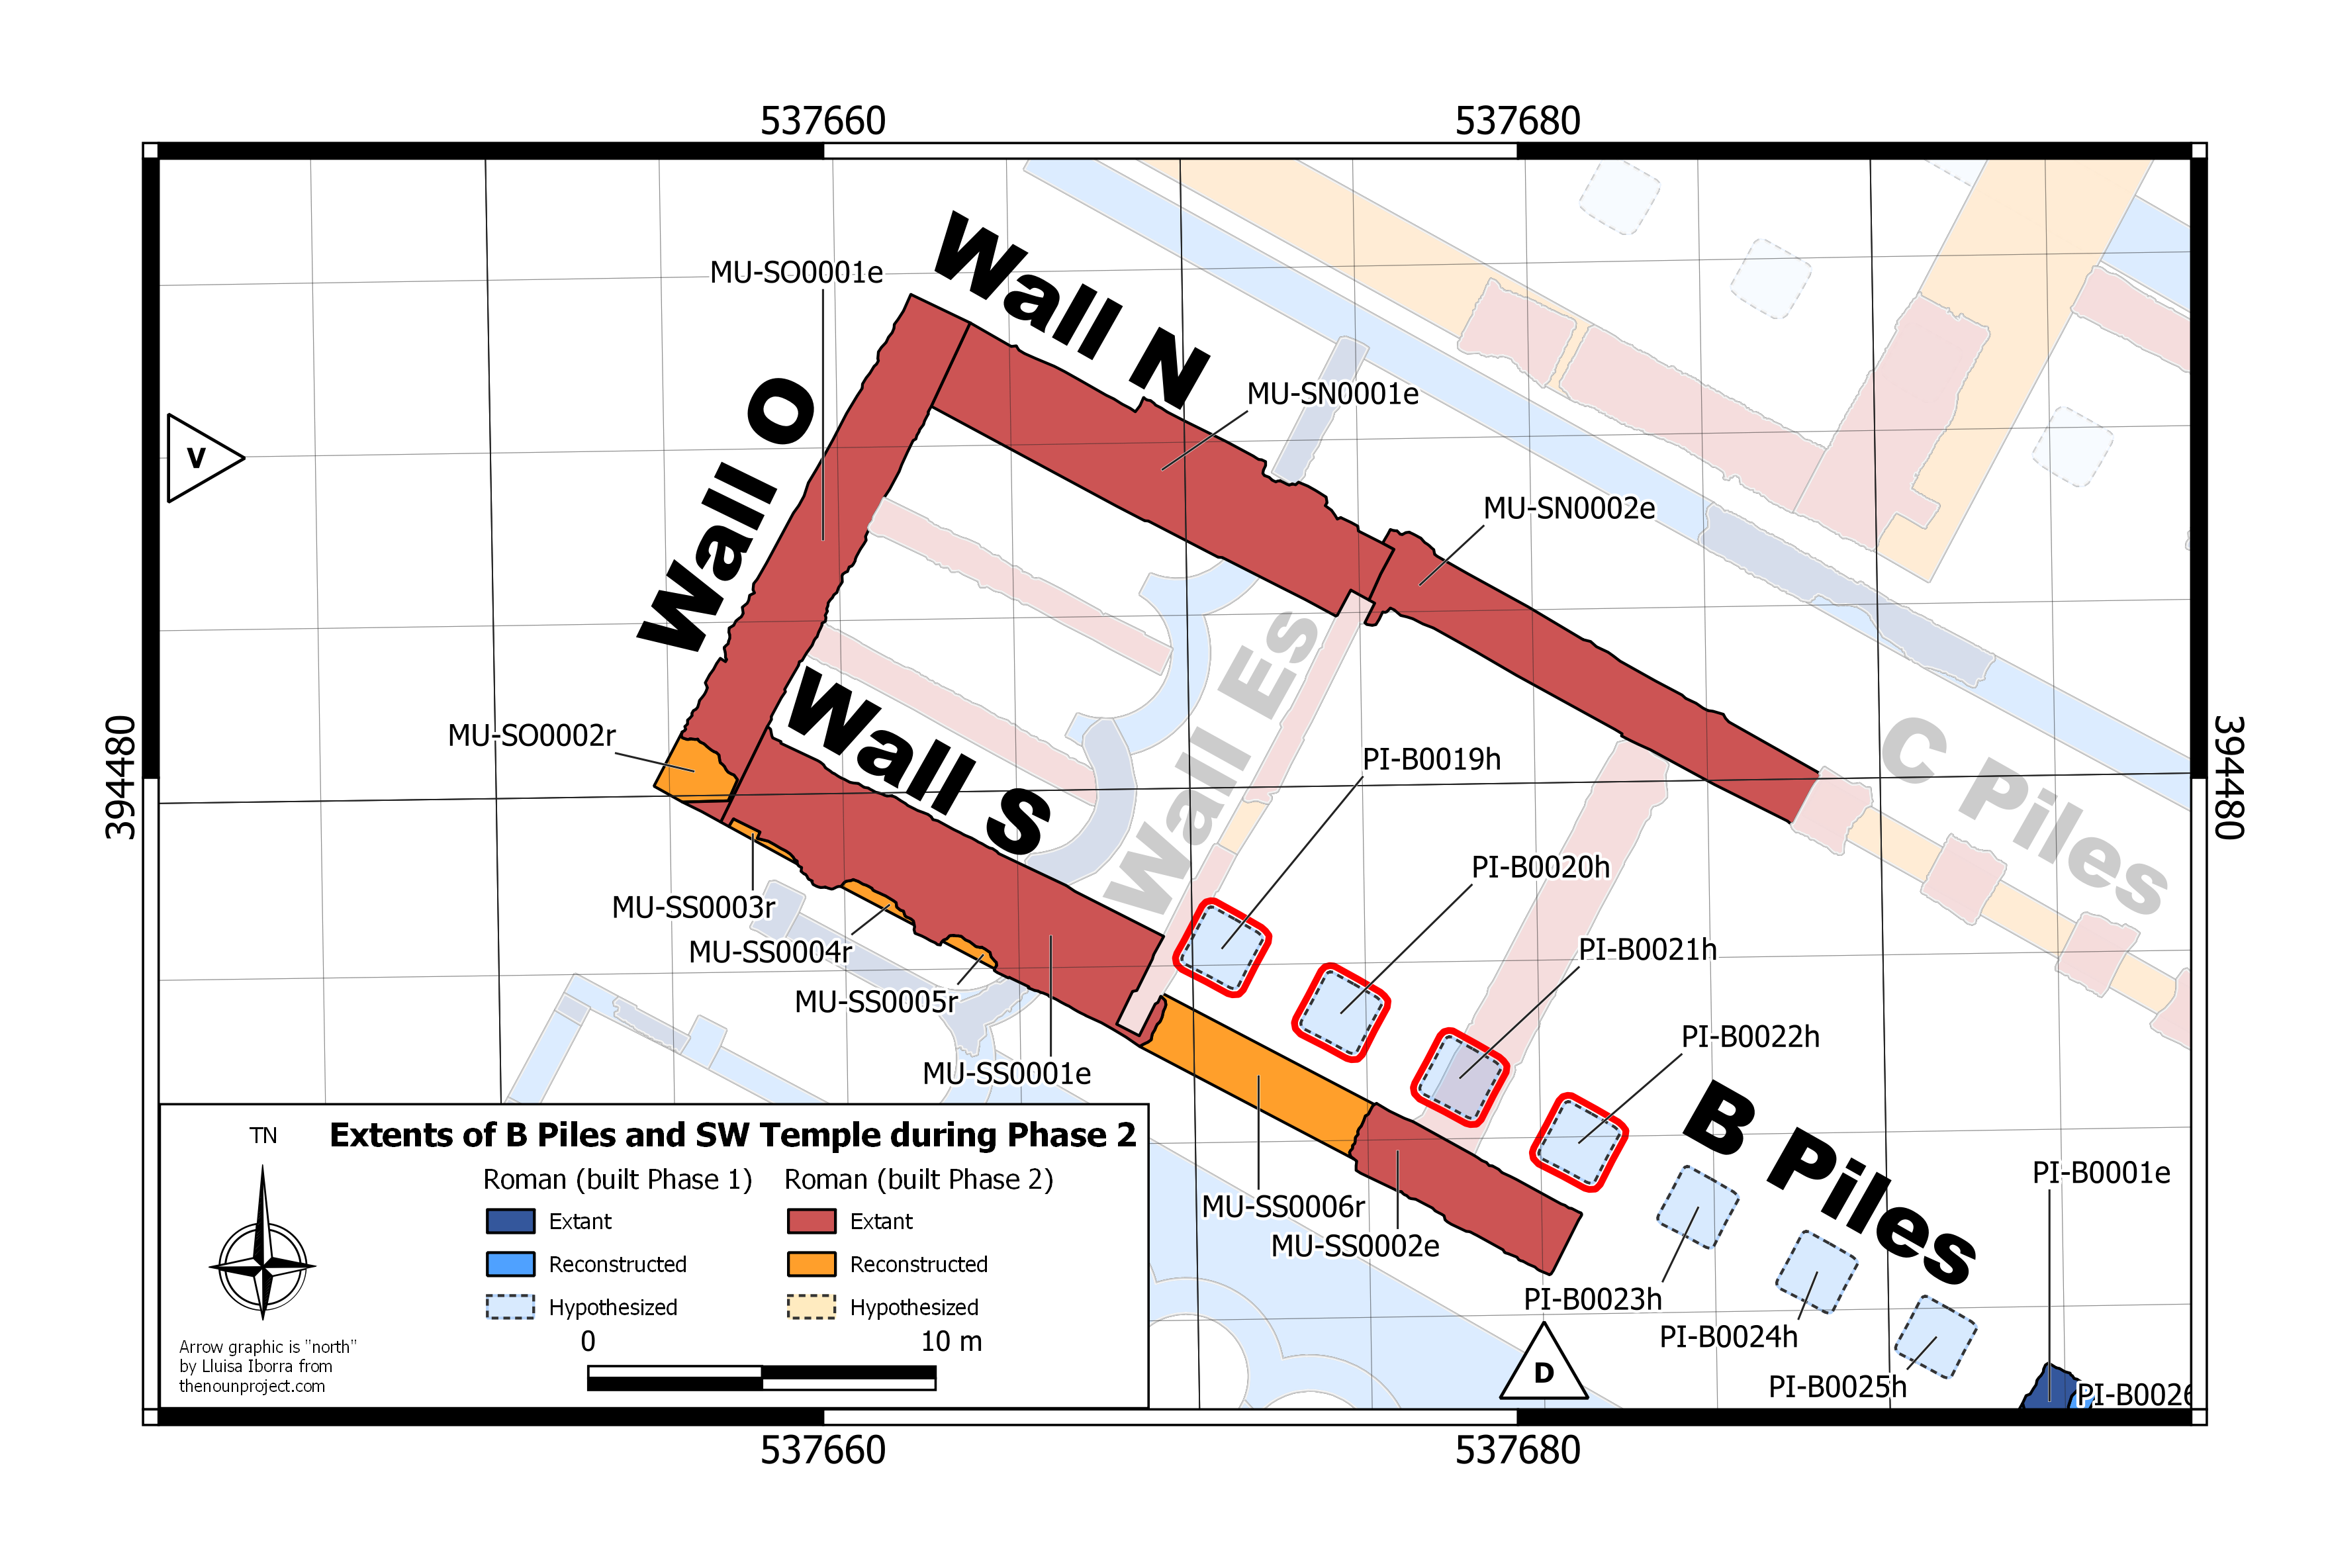 537660
537680
Wall N
MU-SO0001e
MU-SN0001e
Wall O
V
MU-SN0002e
Wall Es
Wall S
MU-SO0002r
394480
394480
C Piles
PI-B0019h
PI-B0020h
MU-SS0003r
MU-SS0004r
PI-B0021h
MU-SS0005r
PI-B0022h
MU-SS0001e
B Piles
PI-B0001e
MU-SS0006r
MU-SS0002e
PI-B0023h
PI-B0024h
PI-B0025h
PI-B0026
D
TN
Extents of B Piles and SW Temple during Phase 2
Roman (built Phase 1)
Roman (built Phase 2)
Extant
Extant
Reconstructed
Reconstructed
Hypothesized
Hypothesized
0
10 m
Arrow graphic is "north"
by Lluisa Iborra from
thenounproject.com
537660
537680